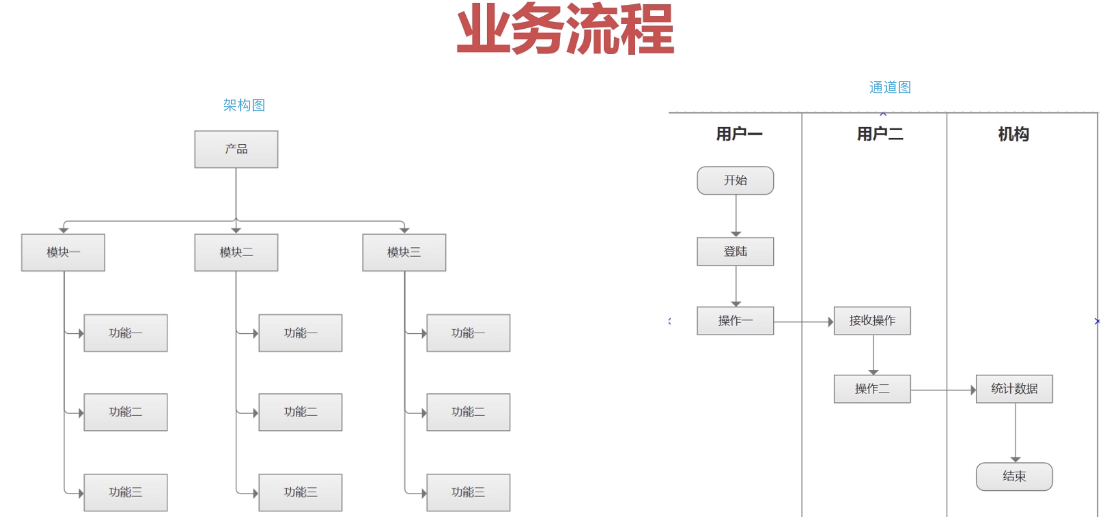 业务流程
架构图
产品
模块一
模块二
模块三
功能一
功能一
功能一
功能二
功能二
功能二
功能三
功能三
功能三
通道图
用户一
用户二
机构
开始
登陆
操作一
接收操作
操作二
统计数据
结束